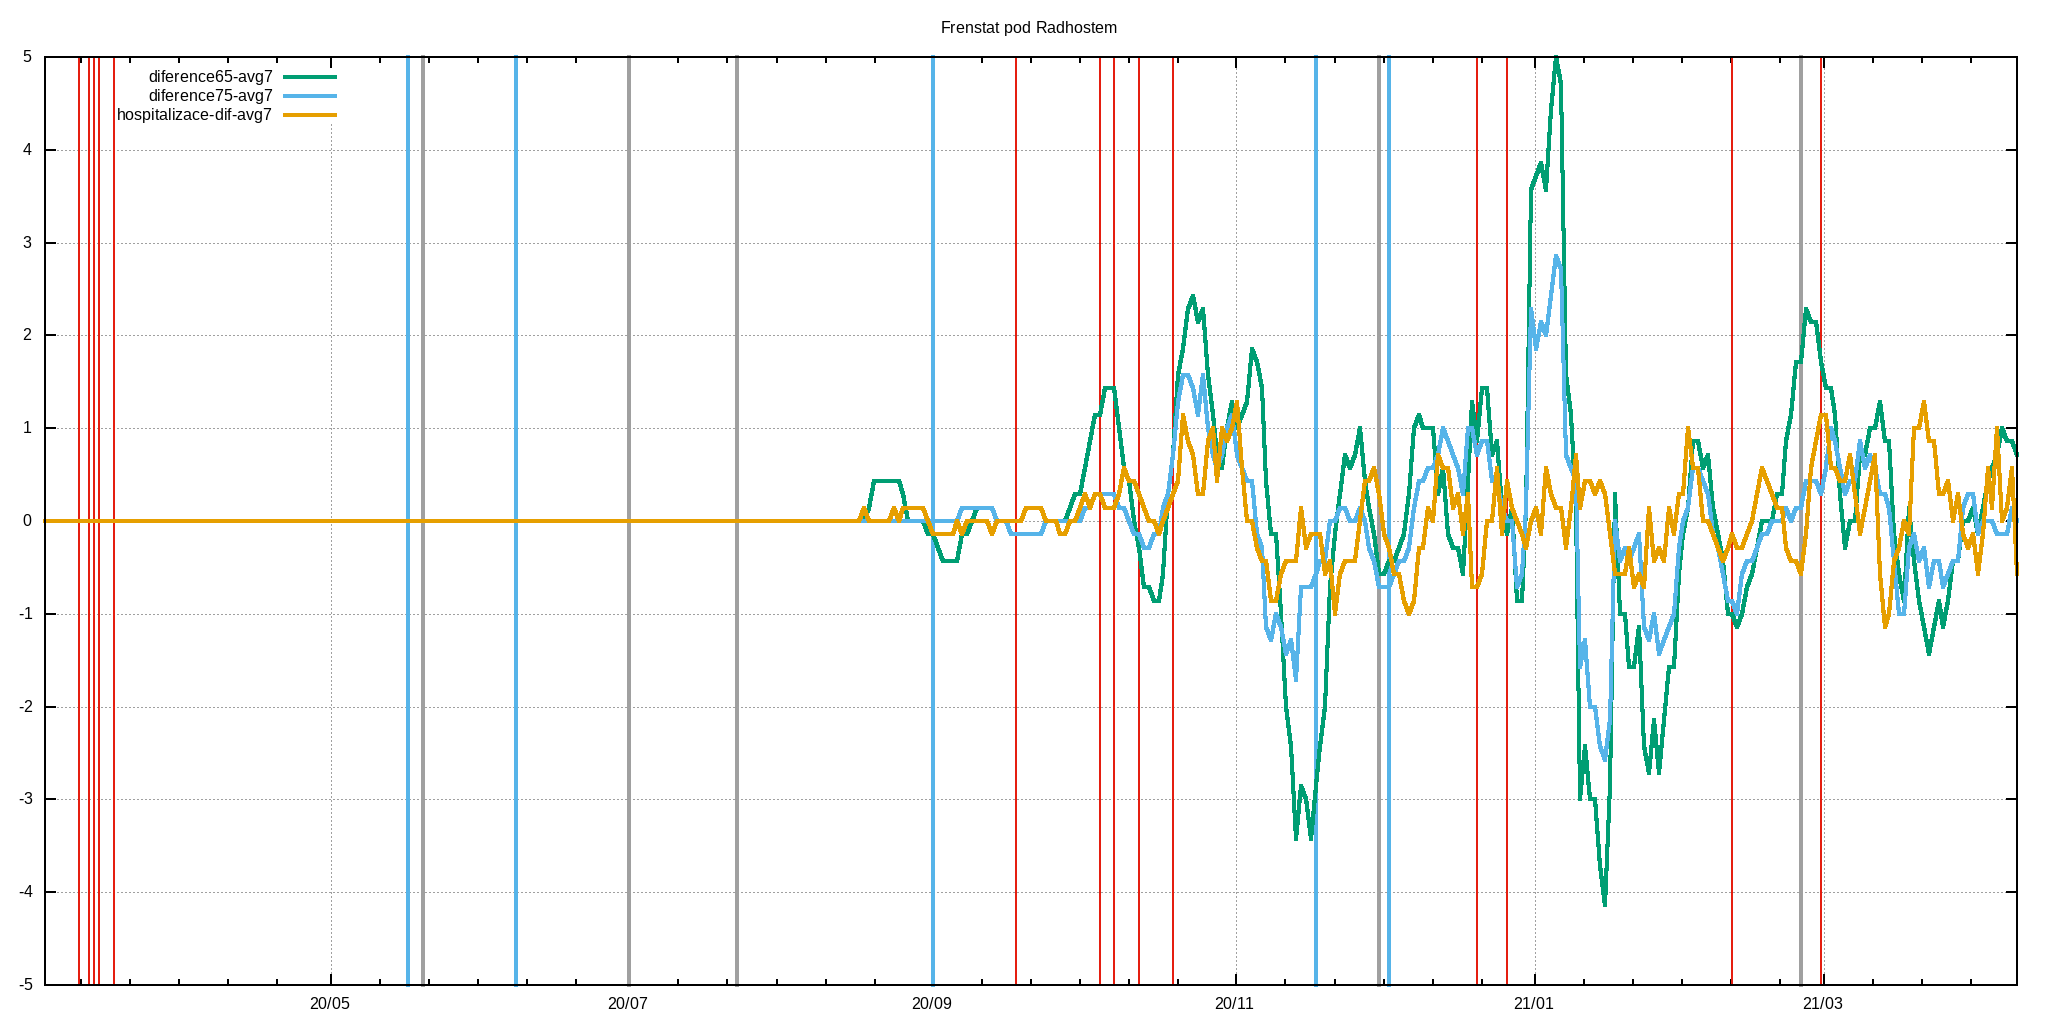 Frenstat pod Radhostem
diference65-avg7
diference75-avg7
hospitalizace-dif-avg7
5
4
3
2
1
0
-1
-2
-3
-4
-5
20/05 20/07 20/09 20/11 21/01 21/03